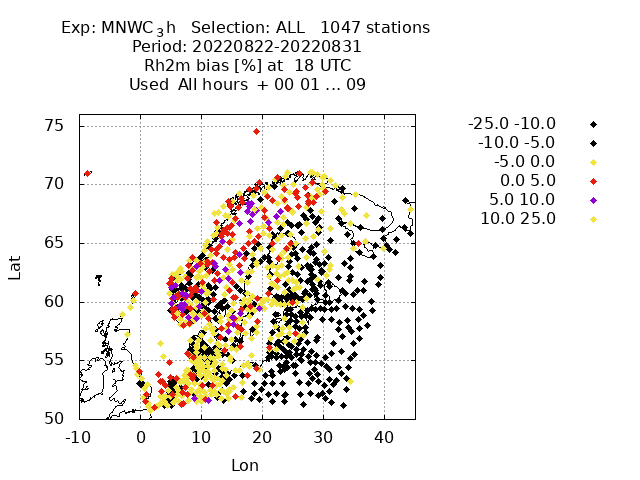 Exp: MNWC_3h Selection: ALL 1047 stations
Period: 20220822-20220831
Rh2m bias [%] at 18 UTC
Used All hours + 00 01 ... 09
-25.0 -10.0
-10.0 -5.0
-5.0 0.0
0.0 5.0
5.0 10.0
10.0 25.0
75
70
65
60
55
50
Lat
-10 0 10 20 30 40
Lon